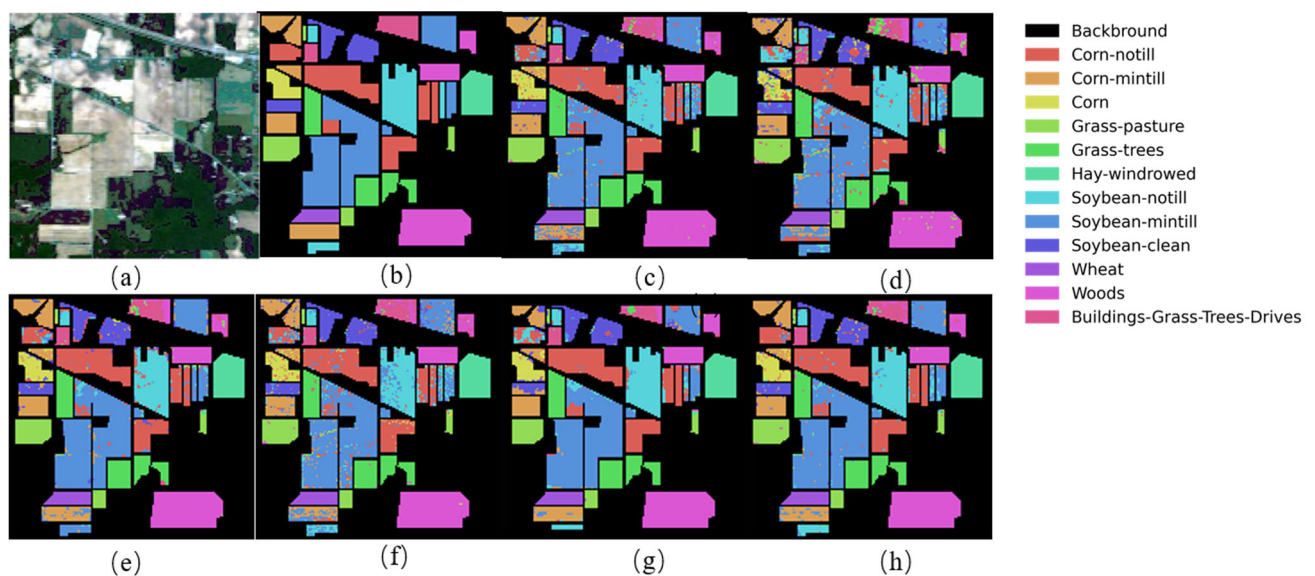 (a)
(b)
(c)
(d)
(e)
(f)
(g)
(h)
Backbround
Corn-notill
Corn-mintill
Corn
Grass-pasture
Grass-trees
Hay-windrowed
Soybean-notill
Soybean-mintill
Soybean-clean
Wheat
Woods
Buildings-Grass-Trees-Drives